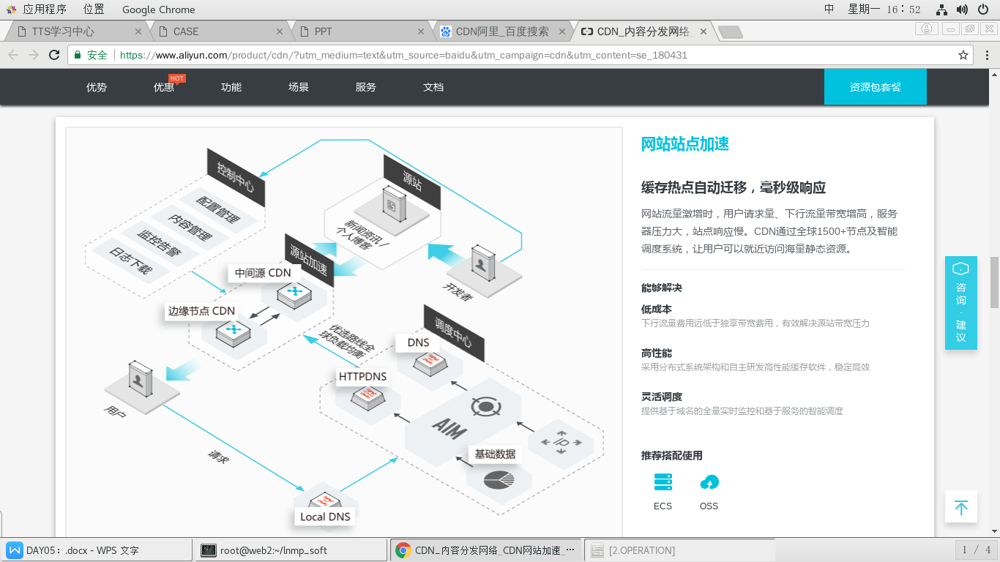 应用程序 位置 Google Chrome 中 星期一 16：52
TTS学习中心 CASE PPT CDN阿里_百度搜索 CDN_内容分发网络_
安全 https://www.aliyun.com/product/cdn/?utm_medium=text&utm_source=baidu&utm_campaign=cdn&utm_content=se_180431
优势 优惠 HOT 功能 场景 服务 文档 资源包套餐
控制中心
配置管理
内容管理
监控告警
日志下载
源站
新闻资讯/
个人博客
开发者
源站加速
中间源 CDN
边缘节点 CDN
优选路线全
球负载均衡
调度中心
DNS
HTTPDNS
AIM
ip
基础数据
用户
请求
Local DNS
网站站点加速
缓存热点自动迁移，毫秒级响应
网站流量激增时，用户请求量、下行流量带宽增高，服务
器压力大，站点响应慢。CDN通过全球1500+节点及智能
调度系统，让用户可以就近访问海量静态资源。
能够解决
低成本
下行流量费用远低于独享带宽费用，有效解决源站带宽压力
高性能
采用分布式系统架构和自主研发高性能缓存软件，稳定高效
灵活调度
提供基于域名的全量实时监控和基于服务的智能调度
推荐搭配使用
ECS OSS
咨
询
·
建
议
DAY05：.docx - WPS 文字 root@web2:~/lnmp_soft CDN_内容分发网络_CDN网站加速_… [2.OPERATION] 1 / 4